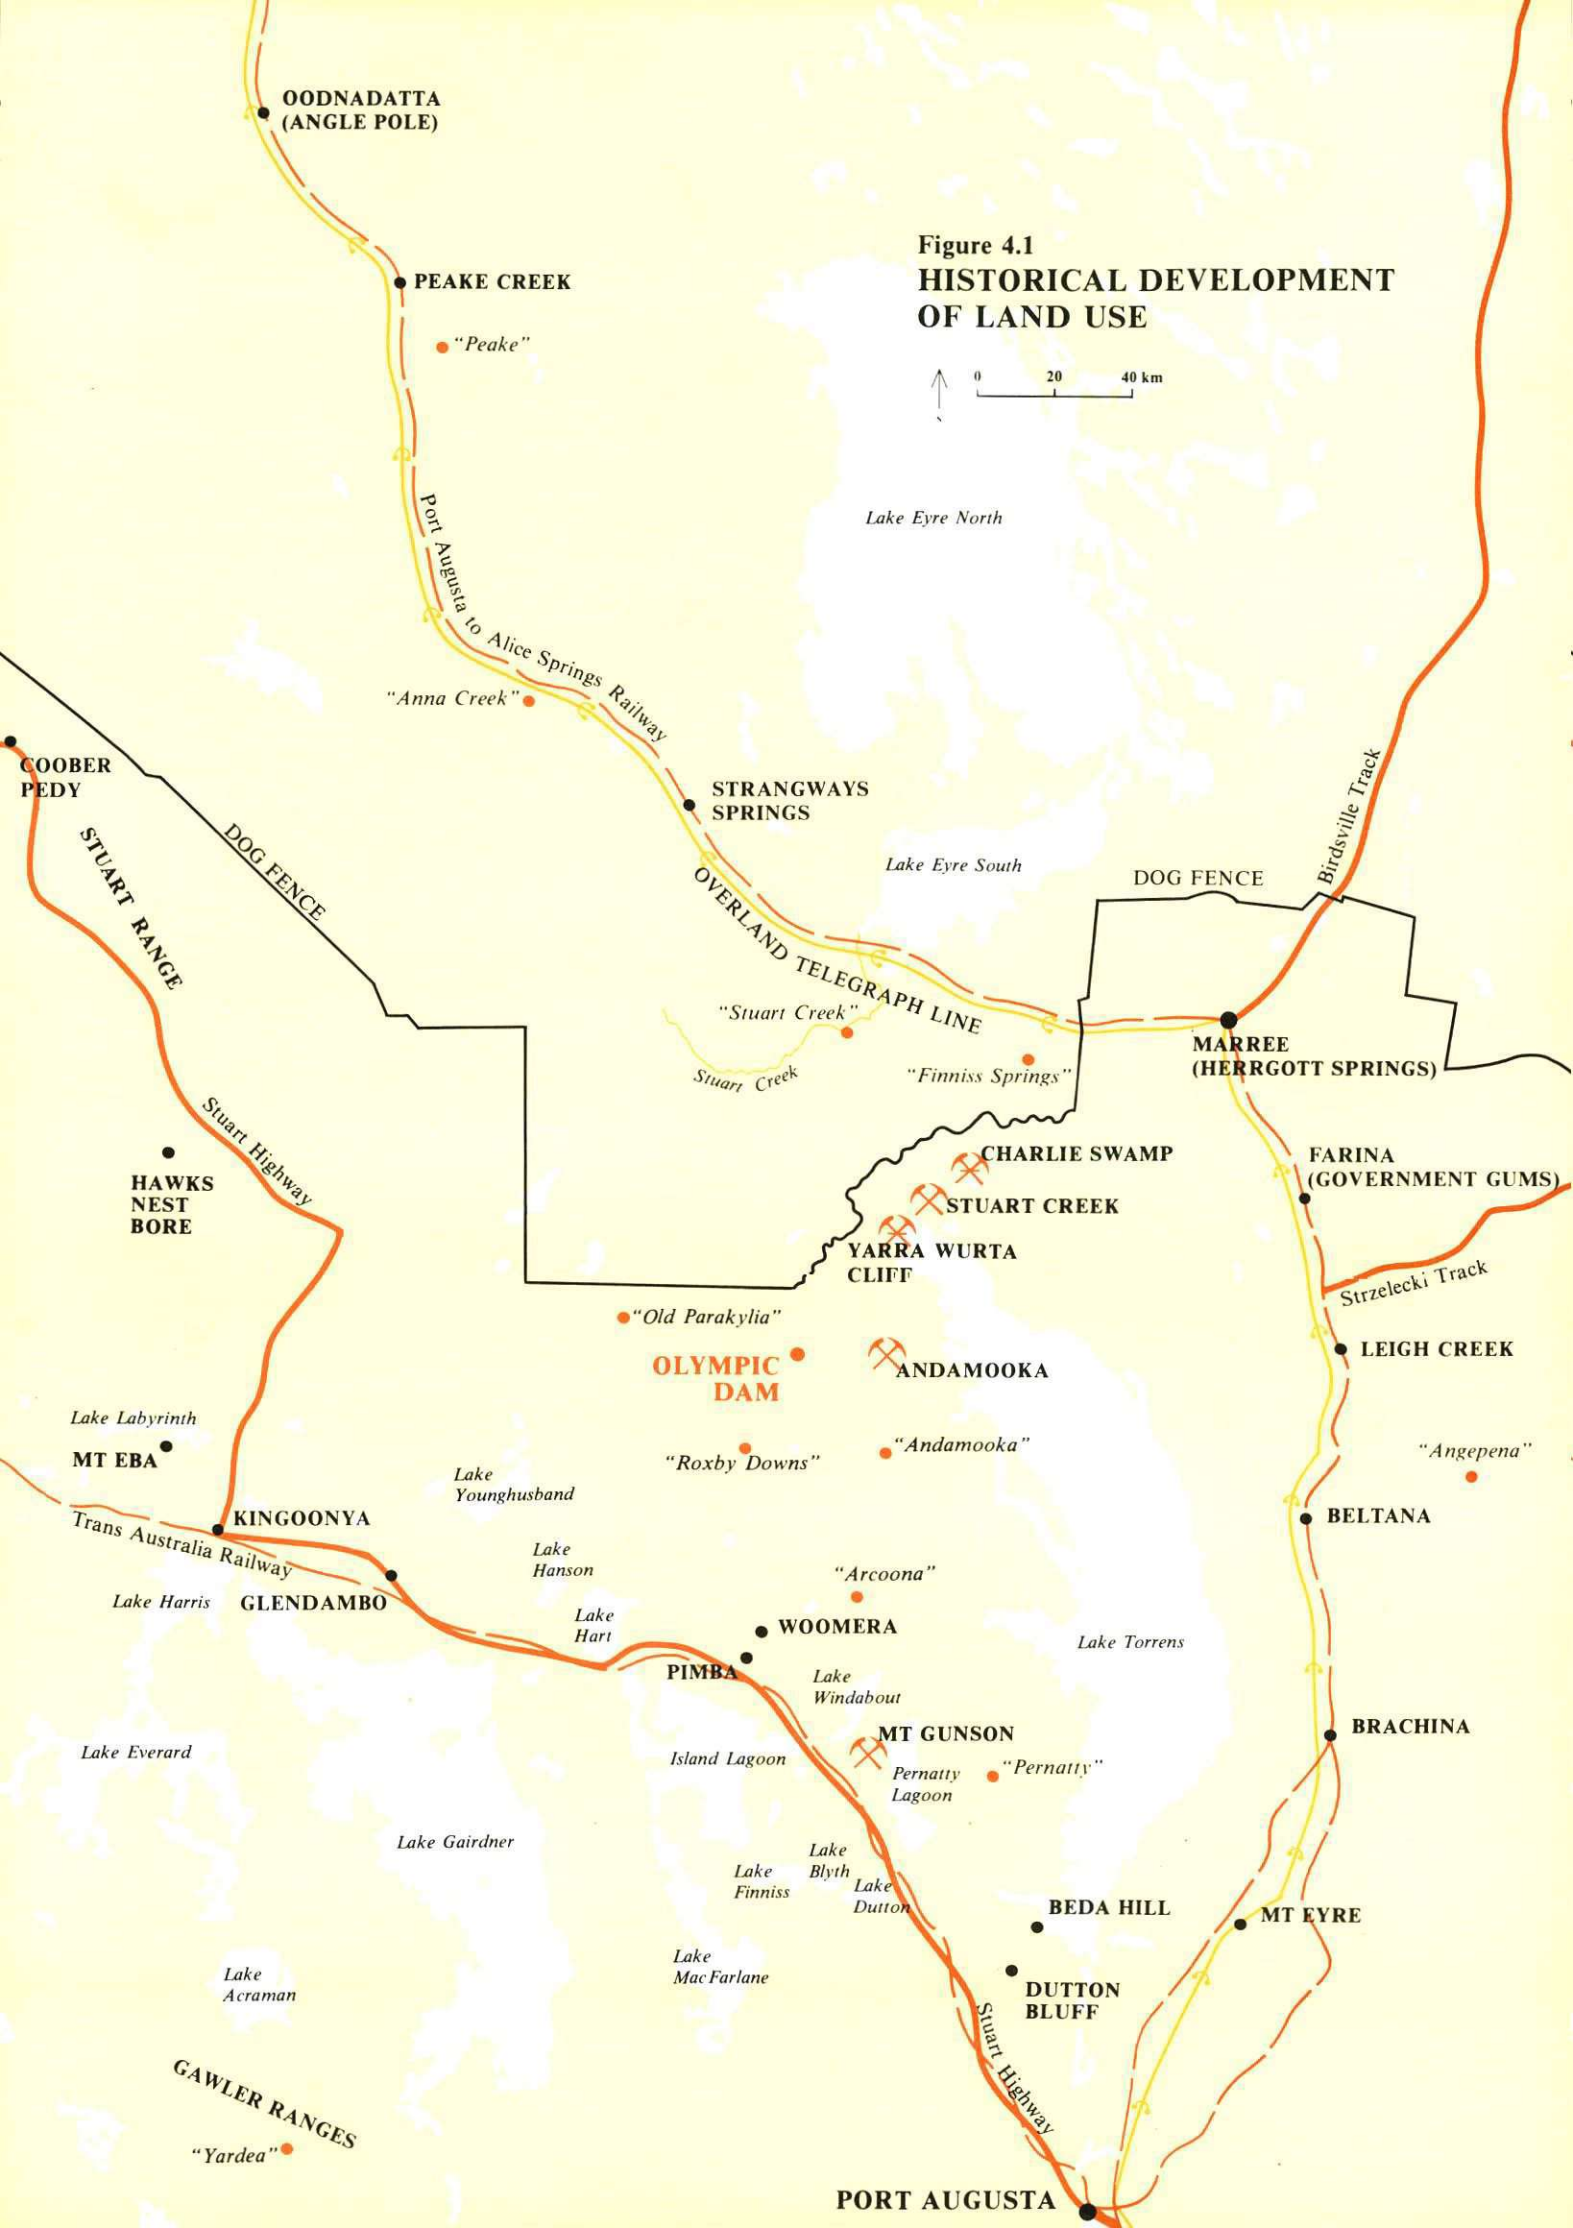 OODNADATTA
(ANGLE POLE)
Figure 4.1
HISTORICAL DEVELOPMENT
OF LAND USE
0 20 40 km
PEAKE CREEK
"Peake"
Lake Eyre North
Port Augusta to Alice Springs Railway
"Anna Creek"
COOBER
PEDY
STRANGWAYS
SPRINGS
Birdsville Track
STUART RANGE
DOG FENCE
Lake Eyre South
DOG FENCE
OVERLAND TELEGRAPH LINE
"Stuart Creek"
Stuart Creek
"Finniss Springs"
MARREE
(HERRGOTT SPRINGS)
Stuart Highway
HAWKS
NEST
BORE
CHARLIE SWAMP
FARINA
(GOVERNMENT GUMS)
STUART CREEK
YARRA WURTA
CLIFF
Strzelecki Track
"Old Parakylia"
OLYMPIC
DAM
ANDAMOOKA
LEIGH CREEK
Lake Labyrinth
MT EBA
"Roxby Downs"
"Andamooka"
"Angepena"
Lake
Younghusband
KINGOONYA
BELTANA
Trans Australia Railway
Lake
Hanson
"Arcoona"
Lake Harris
GLENDAMBO
Lake
Hart
WOOMERA
Lake Torrens
PIMBA
Lake
Windabout
BRACHINA
MT GUNSON
Lake Everard
Island Lagoon
Pernatty
Lagoon
"Pernatty"
Lake Gairdner
Lake
Blyth
Lake
Finniss
Lake
Dutton
BEDA HILL
MT EYRE
Lake
MacFarlane
Lake
Acraman
DUTTON
BLUFF
Stuart Highway
GAWLER RANGES
"Yardea"
PORT AUGUSTA